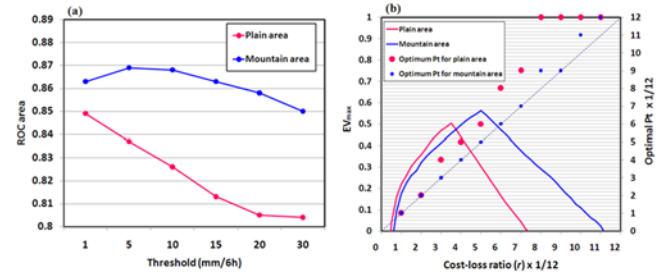 (a)
0.89
0.88
0.87
0.86
0.85
0.84
0.83
0.82
0.81
0.8
ROC area
Plain area
Mountain area
1 5 10 15 20 30
Threshold (mm/6h)
(b)
1
0.9
0.8
0.7
0.6
0.5
0.4
0.3
0.2
0.1
0
EVmax
Plain area
Mountain area
Optimum Pt for plain area
Optimum Pt for mountain area
12
11
10
9
8
7
6
5
4
3
2
1
0
Optimal Pt x 1/12
0 1 2 3 4 5 6 7 8 9 10 11 12
Cost-loss ratio (r) x 1/12